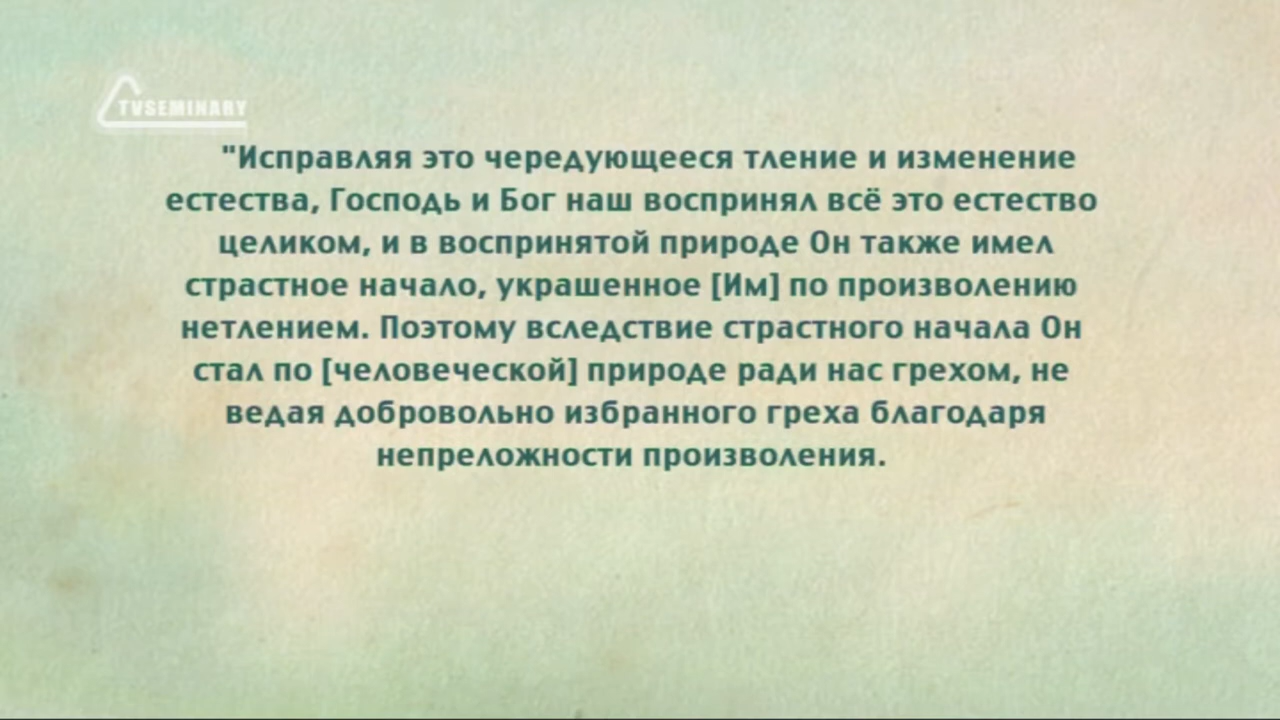 TVSEMINARY
"Исправляя это чередующееся тление и изменение
естества, Господь и Бог наш воспринял всё это естество
целиком, и в воспринятой природе Он также имел
страстное начало, украшенное [Им] по произволению
нетлением. Поэтому вследствие страстного начала Он
стал по [человеческой] природе ради нас грехом, не
ведая добровольно избранного греха благодаря
непреложности произволения.